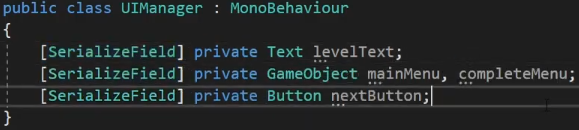 public class UIManager : MonoBehaviour
{
[SerializeField] private Text levelText;
[SerializeField] private GameObject mainMenu, completeMenu;
[SerializeField] private Button nextButton;
}